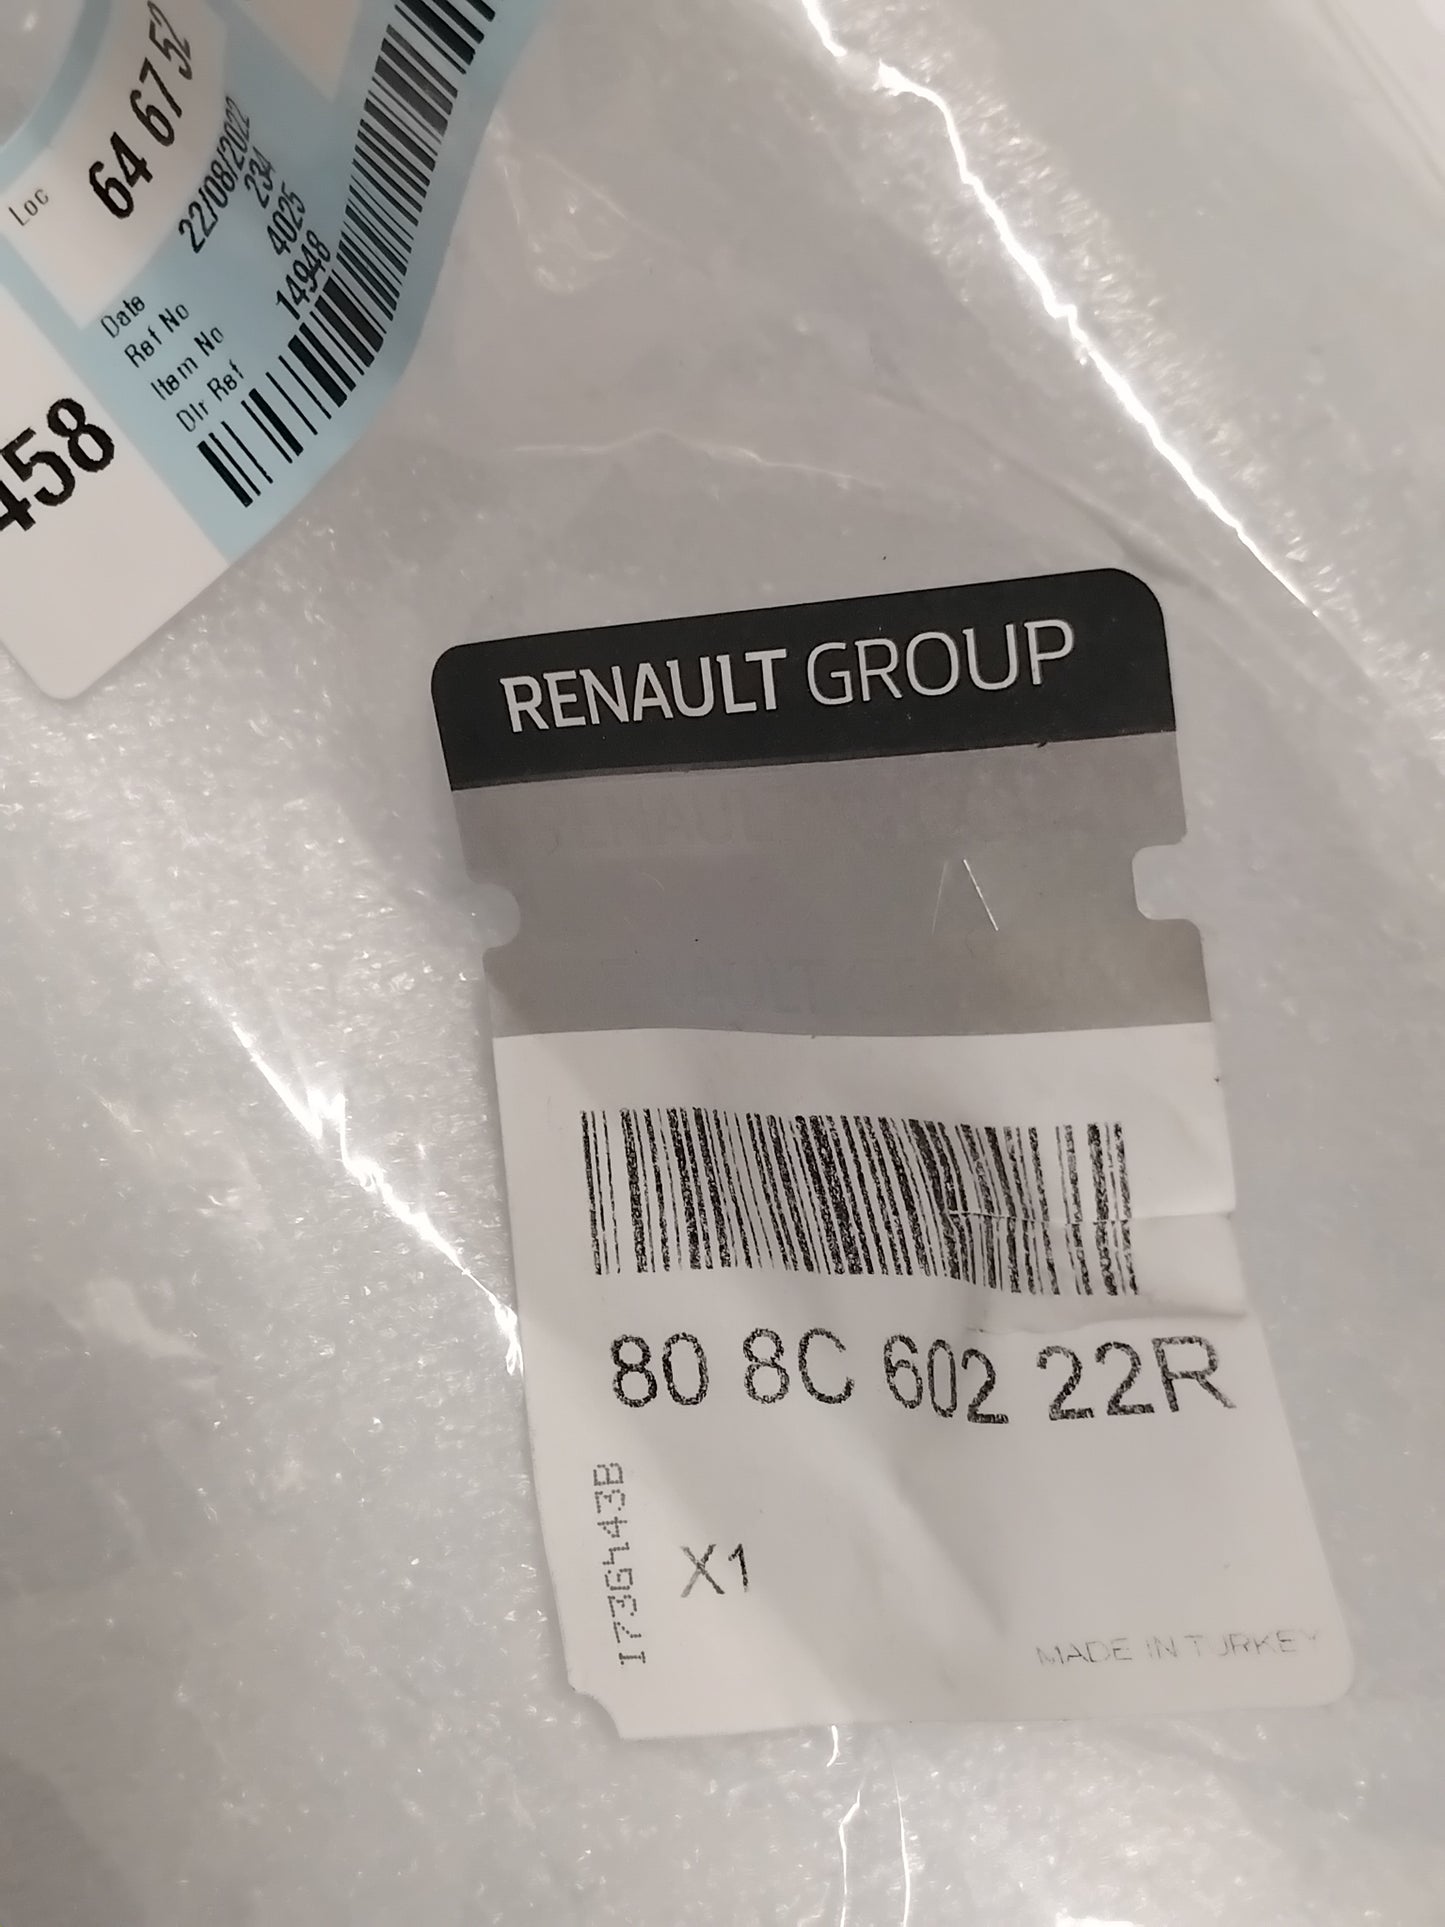 Loc 64 67 52
Date 22/08/2022
Ref No 234
Item No 4025
Dlr Ref 14948
458
RENAULT GROUP
80 8C 602 22R
I73G443B
X1
MADE IN TURKEY